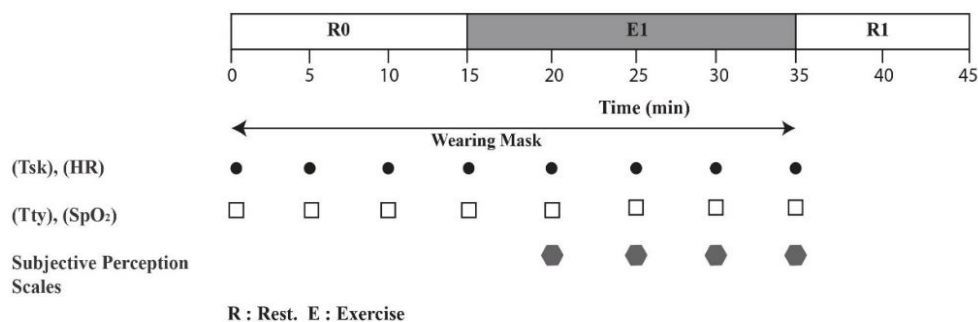 R0 E1 R1
0 5 10 15 20 25 30 35 40 45
Time (min)
Wearing Mask
(Tsk), (HR)
(Tty), (SpO₂)
Subjective Perception
Scales
R : Rest. E : Exercise